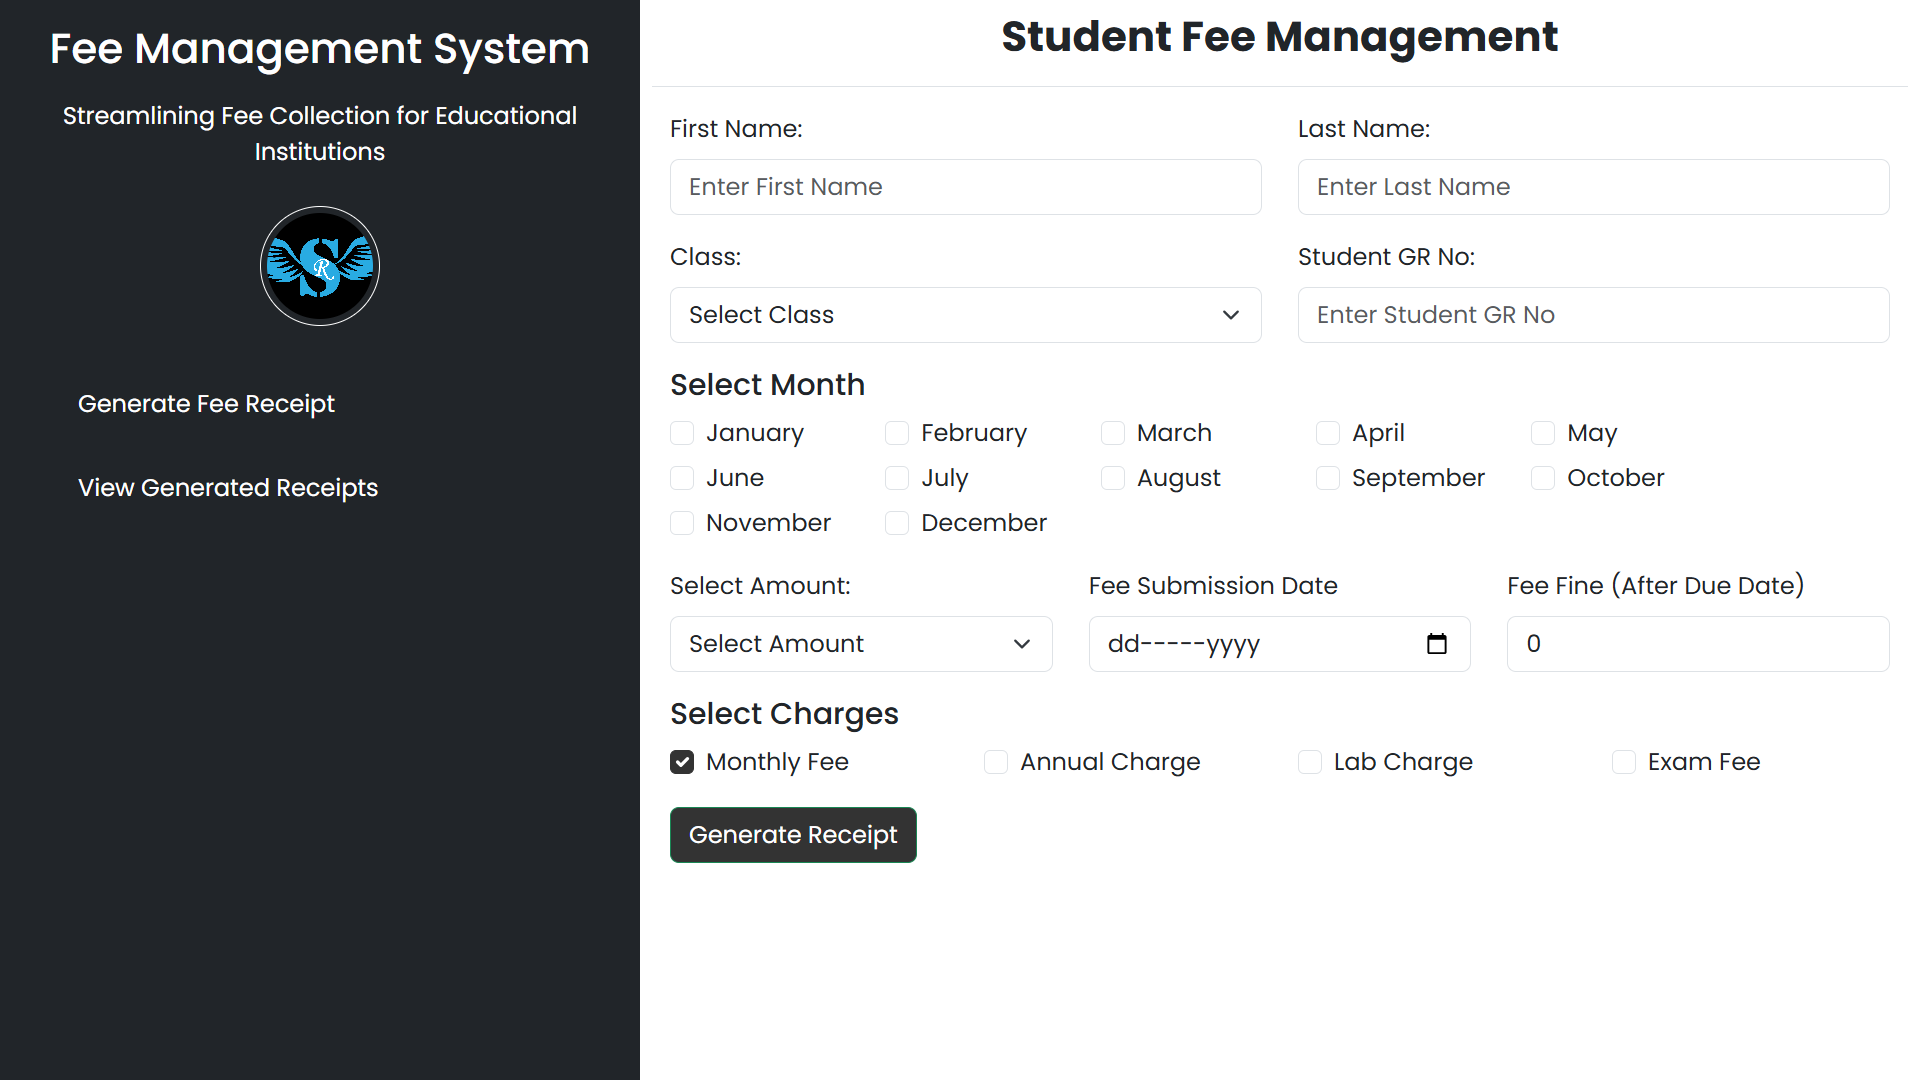 Fee Management System
Streamlining Fee Collection for Educational
Institutions
S
R
Generate Fee Receipt
View Generated Receipts
Student Fee Management
First Name:
Last Name:
Enter First Name
Enter Last Name
Class:
Student GR No:
Select Class
Enter Student GR No
Select Month
January
February
March
April
May
June
July
August
September
October
November
December
Select Amount:
Fee Submission Date
Fee Fine (After Due Date)
Select Amount
dd-----yyyy
0
Select Charges
Monthly Fee
Annual Charge
Lab Charge
Exam Fee
Generate Receipt